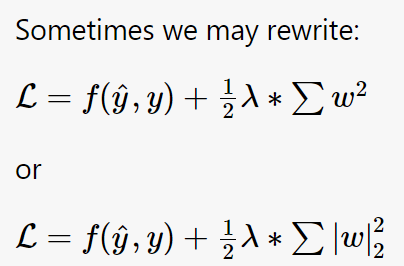 Sometimes we may rewrite:
ℒ = f(ŷ, y) + ½λ * ∑ w²
or
ℒ = f(ŷ, y) + ½λ * ∑ |w|₂²